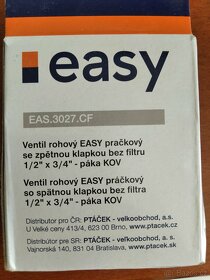 easy
EAS.3027.CF
Ventil rohový EASY pračkový
se zpětnou klapkou bez filtru
1/2" x 3/4" - páka KOV
Ventil rohový EASY práčkový
so spätnou klapkou bez filtra
1/2" x 3/4" - páka KOV
Distributor pro ČR: PTÁČEK - velkoobchod, a.s.
U Velké ceny 413/4, 623 00 Brno, www.ptacek.cz
Distribútor pre SR: PTÁČEK - veľkoobchod, a.s.
Vajnorská 140, 831 04 Bratislava, www.ptacek.sk